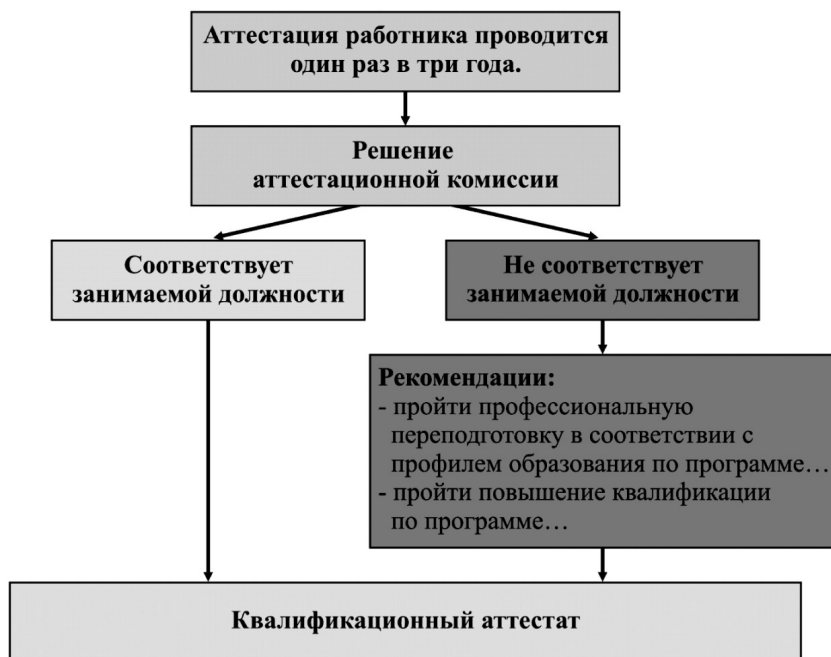 Аттестация работника проводится
один раз в три года.
Решение
аттестационной комиссии
Соответствует
занимаемой должности
Не соответствует
занимаемой должности
Рекомендации:
- пройти профессиональную
переподготовку в соответствии с
профилем образования по программе…
- пройти повышение квалификации
по программе…
Квалификационный аттестат